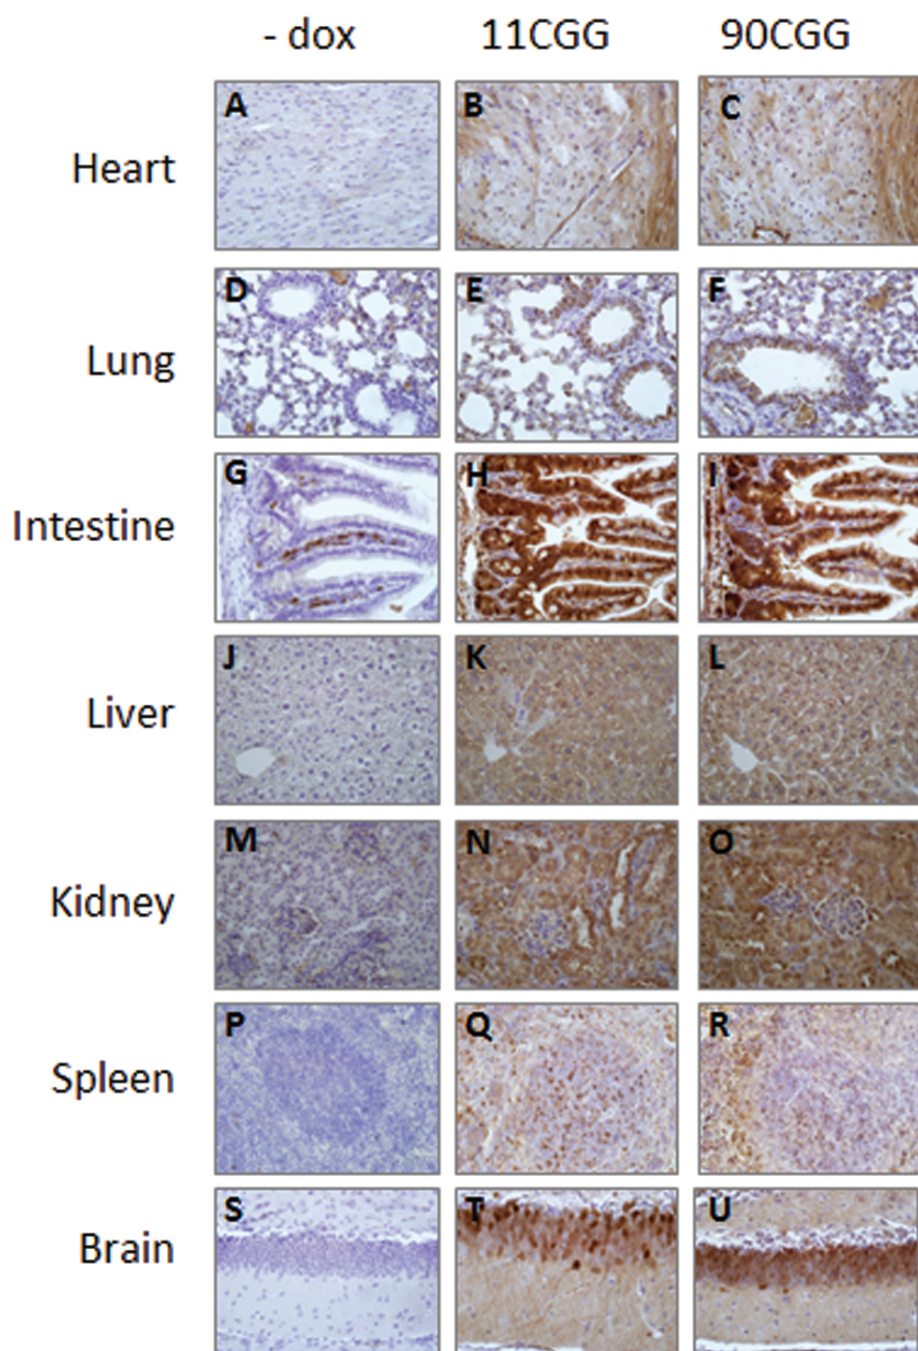 - dox 11CGG 90CGG
Heart A B C
Lung D E F
Intestine G H I
Liver J K L
Kidney M N O
Spleen P Q R
Brain S T U